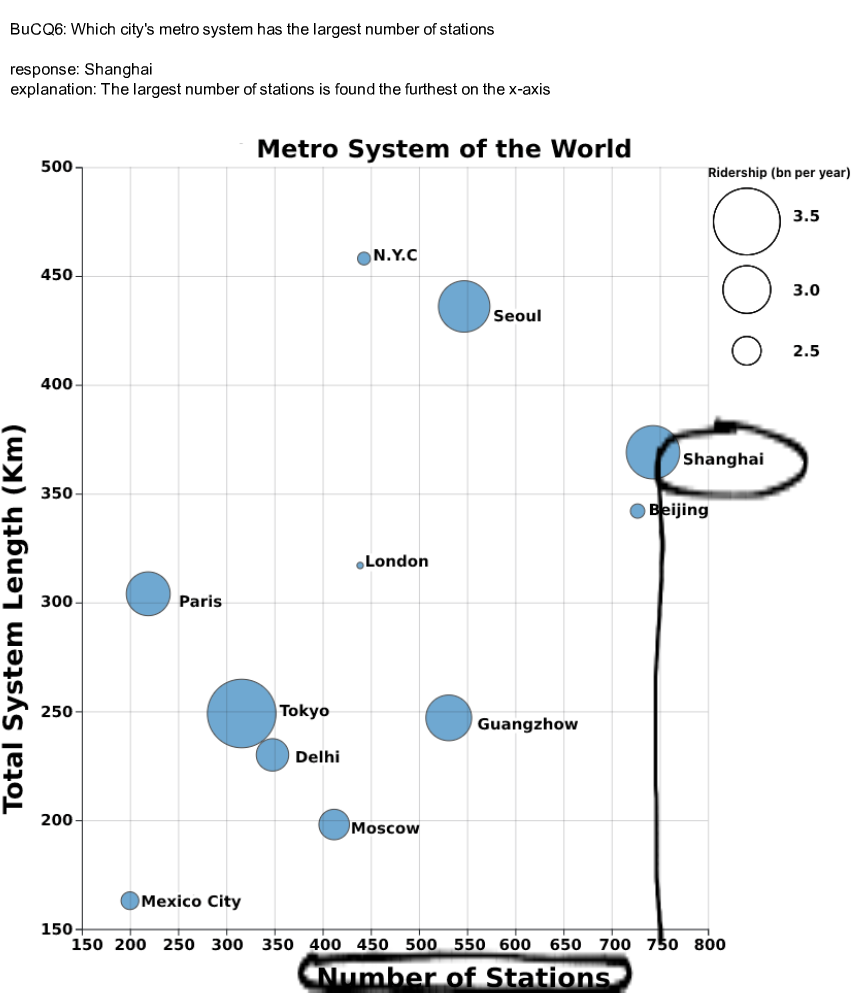 BuCQ6: Which city's metro system has the largest number of stations
response: Shanghai
explanation: The largest number of stations is found the furthest on the x-axis
Metro System of the World
Ridership (bn per year)
3.5
3.0
2.5
Total System Length (Km)
500
450
400
350
300
250
200
150
N.Y.C
Seoul
Shanghai
Beijing
London
Paris
Tokyo
Guangzhow
Delhi
Moscow
Mexico City
150 200 250 300 350 400 450 500 550 600 650 700 750 800
Number of Stations